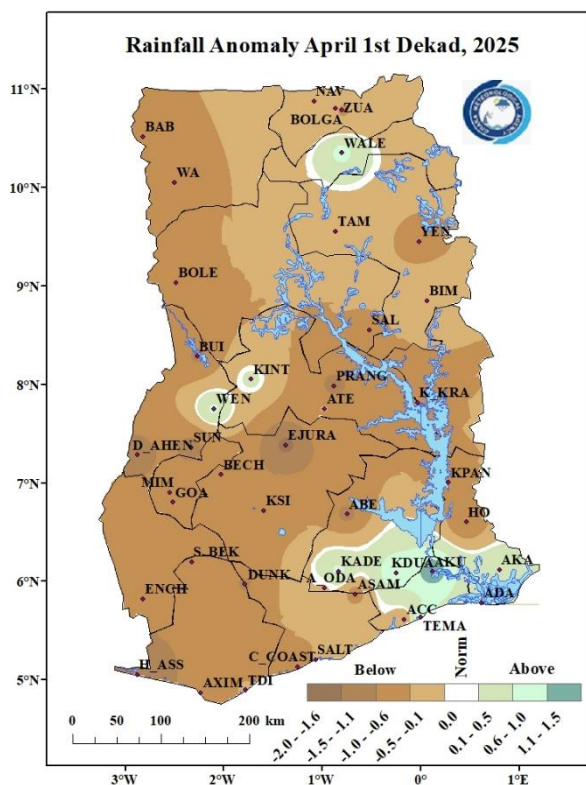 Rainfall Anomaly April 1st Dekad, 2025
11°N
NAV
ZUA
BOLGA
BAB
WALE
10°N
WA
TAM
YEN
9°N
BOLE
BIM
SAL
BUI
KINT
8°N
PRANG
WEN
ATE
K_KRA
SUN
EJURA
D_AHEN
BECH
7°N
MIM
KPAN
GOA
KSI
ABE
HO
S_BEK
KADE
KDUA
AKU
AKA
6°N
DUNK
A_ODA
ASAM
ENCH
ADA
ACC
TEMA
SALT
C_COAST
H_ASS
5°N
AXIM
TDI
Below
Norm
Above
-2.0 - -1.6
-1.5 - -1.1
-1.0 - -0.6
-0.5 - -0.1
0.0
0.1 - 0.5
0.6 - 1.0
1.1 - 1.5
0 100 200 km
3°W 2°W 1°W 0° 1°E